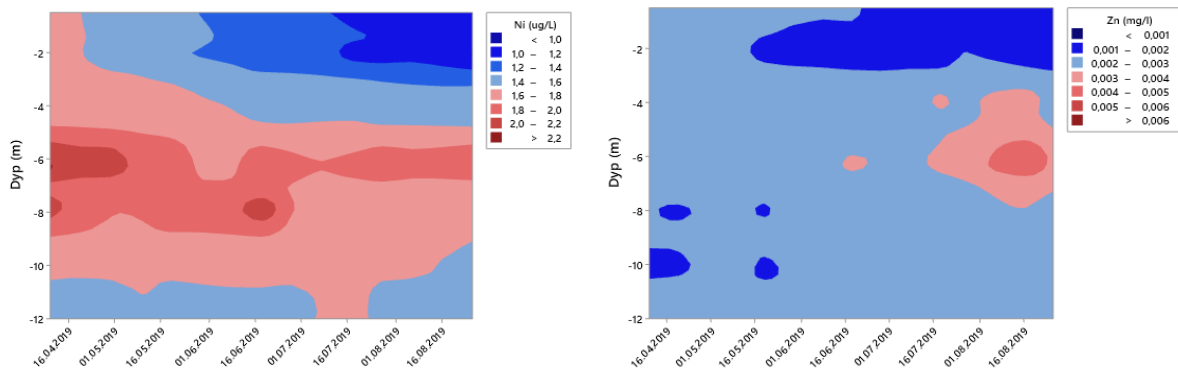 Ni (ug/L)
< 1,0
1,0 – 1,2
1,2 – 1,4
1,4 – 1,6
1,6 – 1,8
1,8 – 2,0
2,0 – 2,2
> 2,2
Dyp (m)
-2
-4
-6
-8
-10
-12
16.04.2019
01.05.2019
16.05.2019
01.06.2019
16.06.2019
01.07.2019
16.07.2019
01.08.2019
16.08.2019
Zn (mg/l)
< 0,001
0,001 – 0,002
0,002 – 0,003
0,003 – 0,004
0,004 – 0,005
0,005 – 0,006
> 0,006
Dyp (m)
-2
-4
-6
-8
-10
-12
16.04.2019
01.05.2019
16.05.2019
01.06.2019
16.06.2019
01.07.2019
16.07.2019
01.08.2019
16.08.2019